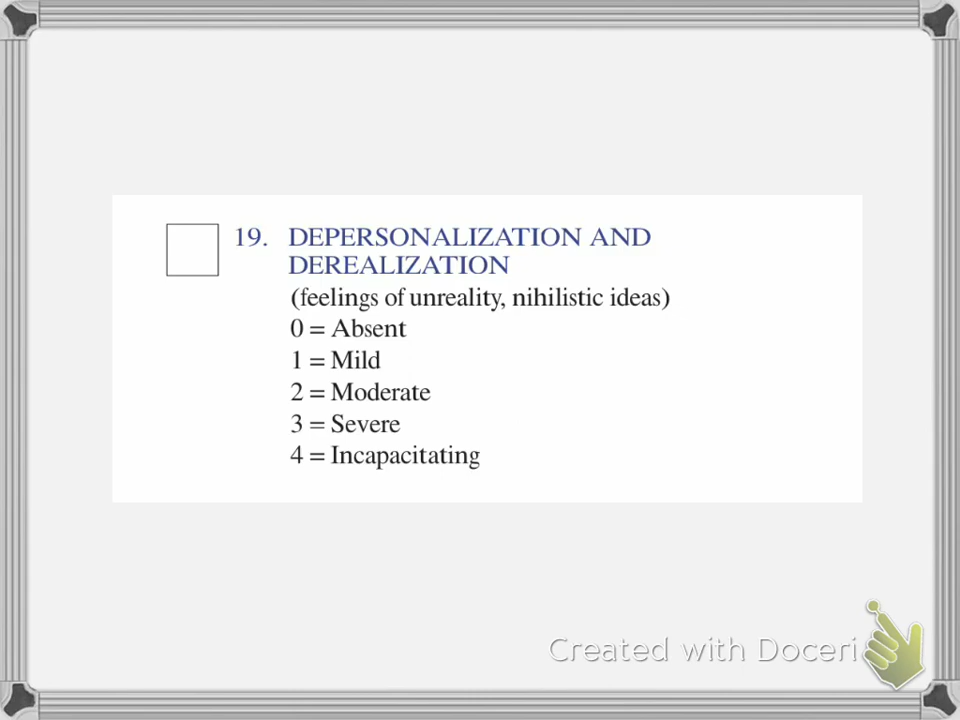 19. DEPERSONALIZATION AND
DEREALIZATION
(feelings of unreality, nihilistic ideas)
0 = Absent
1 = Mild
2 = Moderate
3 = Severe
4 = Incapacitating
Created with Doceri